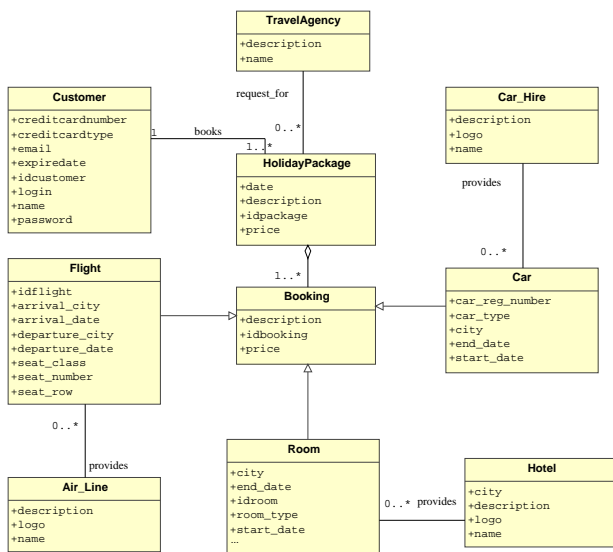 TravelAgency
+description
+name
request_for
0..*
Customer
+creditcardnumber
+creditcardtype
+email
+expiredate
+idcustomer
+login
+name
+password
1
books
1..*
HolidayPackage
+date
+description
+idpackage
+price
Car_Hire
+description
+logo
+name
provides
0..*
Flight
+idflight
+arrival_city
+arrival_date
+departure_city
+departure_date
+seat_class
+seat_number
+seat_row
1..*
Booking
+description
+idbooking
+price
Car
+car_reg_number
+car_type
+city
+end_date
+start_date
0..*
provides
Air_Line
+description
+logo
+name
Room
+city
+end_date
+idroom
+room_type
+start_date
...
0..* provides
Hotel
+city
+description
+logo
+name